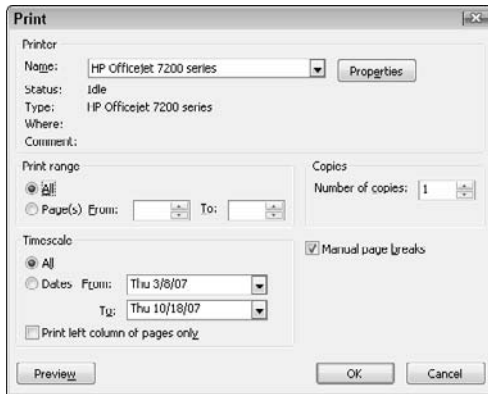 Print
Printer
Name: HP Officejet 7200 series Properties
Status: Idle
Type: HP Officejet 7200 series
Where:
Comment:
Print range Copies
All Number of copies: 1
Page(s) From: To:
Timescale Manual page breaks
All
Dates From: Thu 3/8/07
To: Thu 10/18/07
Print left column of pages only
Preview OK Cancel